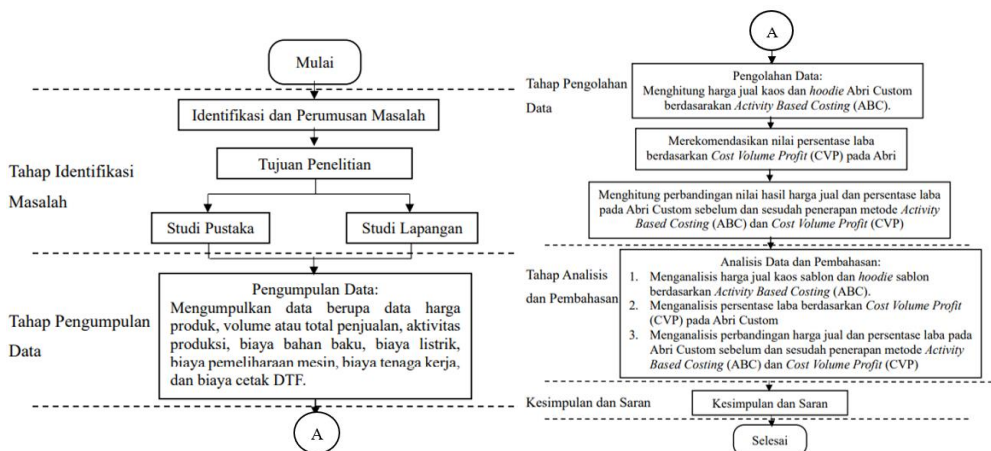 Mulai
Identifikasi dan Perumusan Masalah
Tahap Identifikasi
Masalah
Tujuan Penelitian
Studi Pustaka
Studi Lapangan
Tahap Pengumpulan
Data
Pengumpulan Data:
Mengumpulkan data berupa data harga
produk, volume atau total penjualan, aktivitas
produksi, biaya bahan baku, biaya listrik,
biaya pemeliharaan mesin, biaya tenaga kerja,
dan biaya cetak DTF.
A
A
Tahap Pengolahan
Data
Pengolahan Data:
Menghitung harga jual kaos dan hoodie Abri Custom
berdasarakan Activity Based Costing (ABC).
Merekomendasikan nilai persentase laba
berdasarkan Cost Volume Profit (CVP) pada Abri
Menghitung perbandingan nilai hasil harga jual dan persentase laba
pada Abri Custom sebelum dan sesudah penerapan metode Activity
Based Costing (ABC) dan Cost Volume Profit (CVP)
Tahap Analisis
dan Pembahasan
Analisis Data dan Pembahasan:
1. Menganalisis harga jual kaos sablon dan hoodie sablon
berdasarkan Activity Based Costing (ABC).
2. Menganalisis persentase laba berdasarkan Cost Volume Profit
(CVP) pada Abri Custom
3. Menganalisis perbandingan harga jual dan persentase laba pada
Abri Custom sebelum dan sesudah penerapan metode Activity
Based Costing (ABC) dan Cost Volume Profit (CVP)
Kesimpulan dan Saran
Kesimpulan dan Saran
Selesai